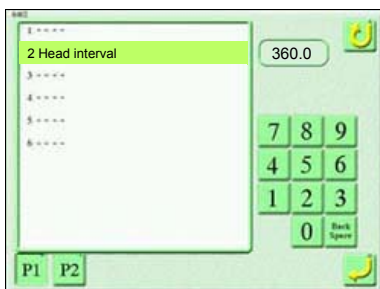 1 ----
2 Head interval
360.0
3 ----
4 ----
5 ----
6 ----
7 8 9
4 5 6
1 2 3
0 Back Space
P1 P2